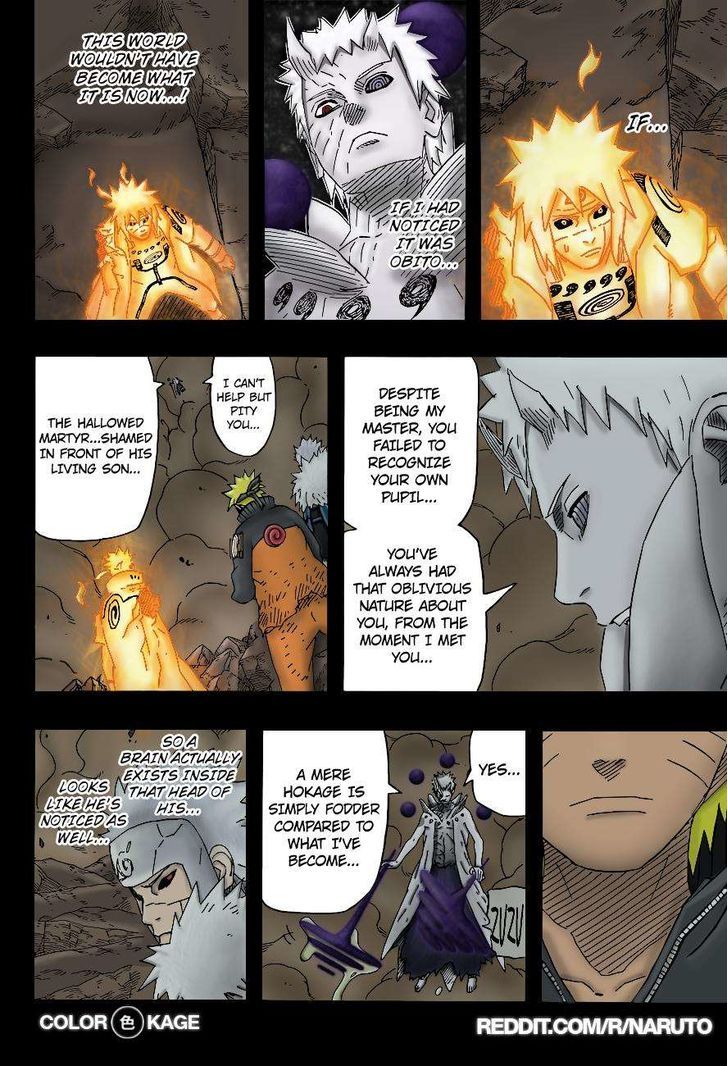 IF...
IF I HAD
NOTICED
IT WAS
OBITO...
THIS WORLD
WOULDN'T HAVE
BECOME WHAT
IT IS NOW...!
DESPITE
BEING MY
MASTER, YOU
FAILED TO
RECOGNIZE
YOUR OWN
PUPIL...
YOU'VE
ALWAYS HAD
THAT OBLIVIOUS
NATURE ABOUT
YOU, FROM THE
MOMENT I MET
YOU...
I CAN'T
HELP BUT
PITY
YOU...
THE HALLOWED
MARTYR...SHAMED
IN FRONT OF HIS
LIVING SON...
YES...
A MERE
HOKAGE IS
SIMPLY FODDER
COMPARED TO
WHAT I'VE
BECOME...
ZUZU
SO A
BRAIN ACTUALLY
EXISTS INSIDE
THAT HEAD OF
HIS...
LOOKS
LIKE HE'S
NOTICED AS
WELL...
COLOR 色 KAGE
REDDIT.COM/R/NARUTO